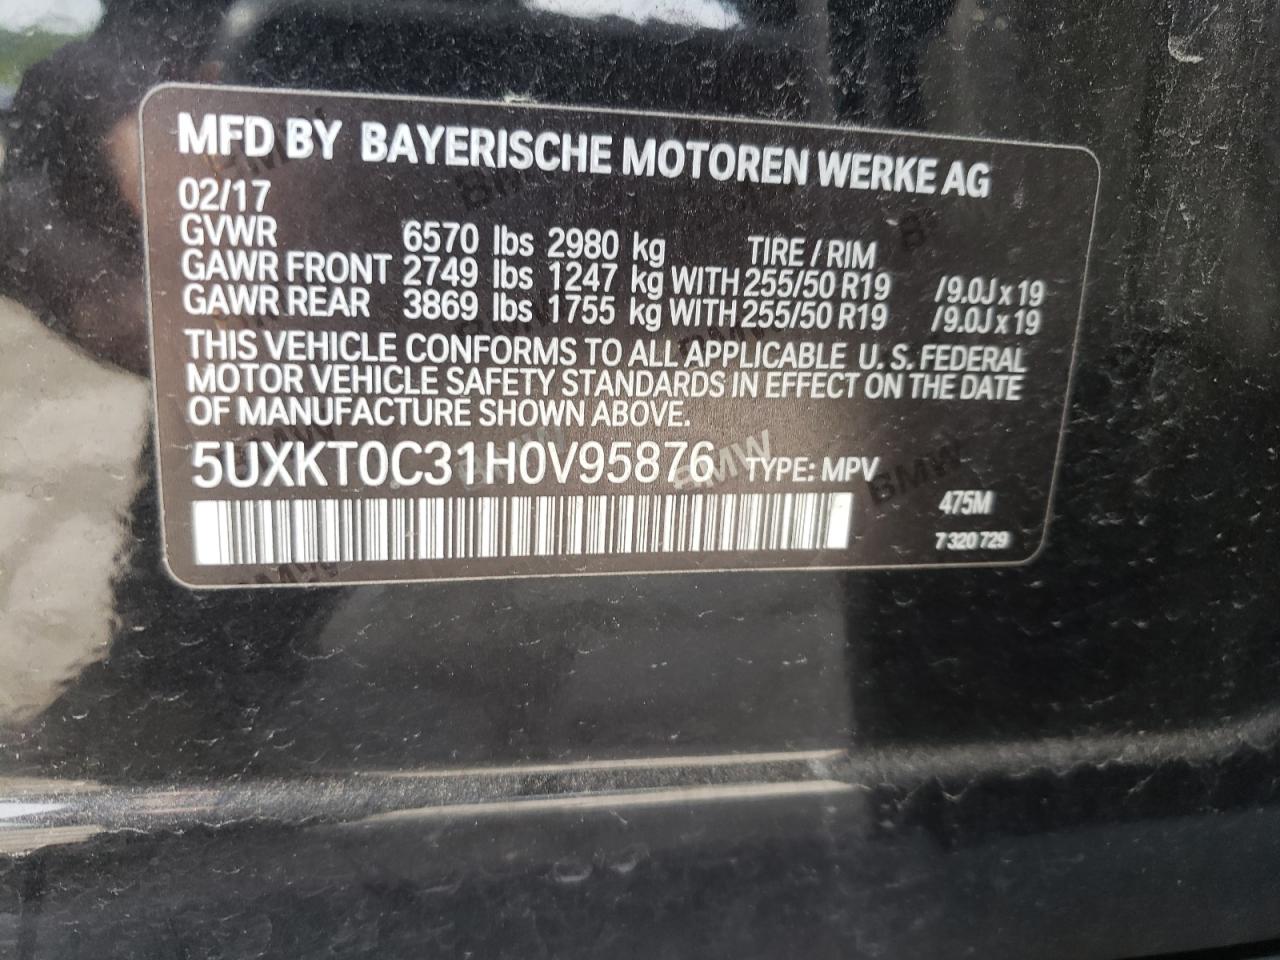 MFD BY BAYERISCHE MOTOREN WERKE AG
02/17
GVWR 6570 lbs 2980 kg TIRE / RIM
GAWR FRONT 2749 lbs 1247 kg WITH 255/50 R19 /9.0J x 19
GAWR REAR 3869 lbs 1755 kg WITH 255/50 R19 /9.0J x 19
THIS VEHICLE CONFORMS TO ALL APPLICABLE U. S. FEDERAL
MOTOR VEHICLE SAFETY STANDARDS IN EFFECT ON THE DATE
OF MANUFACTURE SHOWN ABOVE.
5UXKT0C31H0V95876 TYPE: MPV
475M
7 320 729